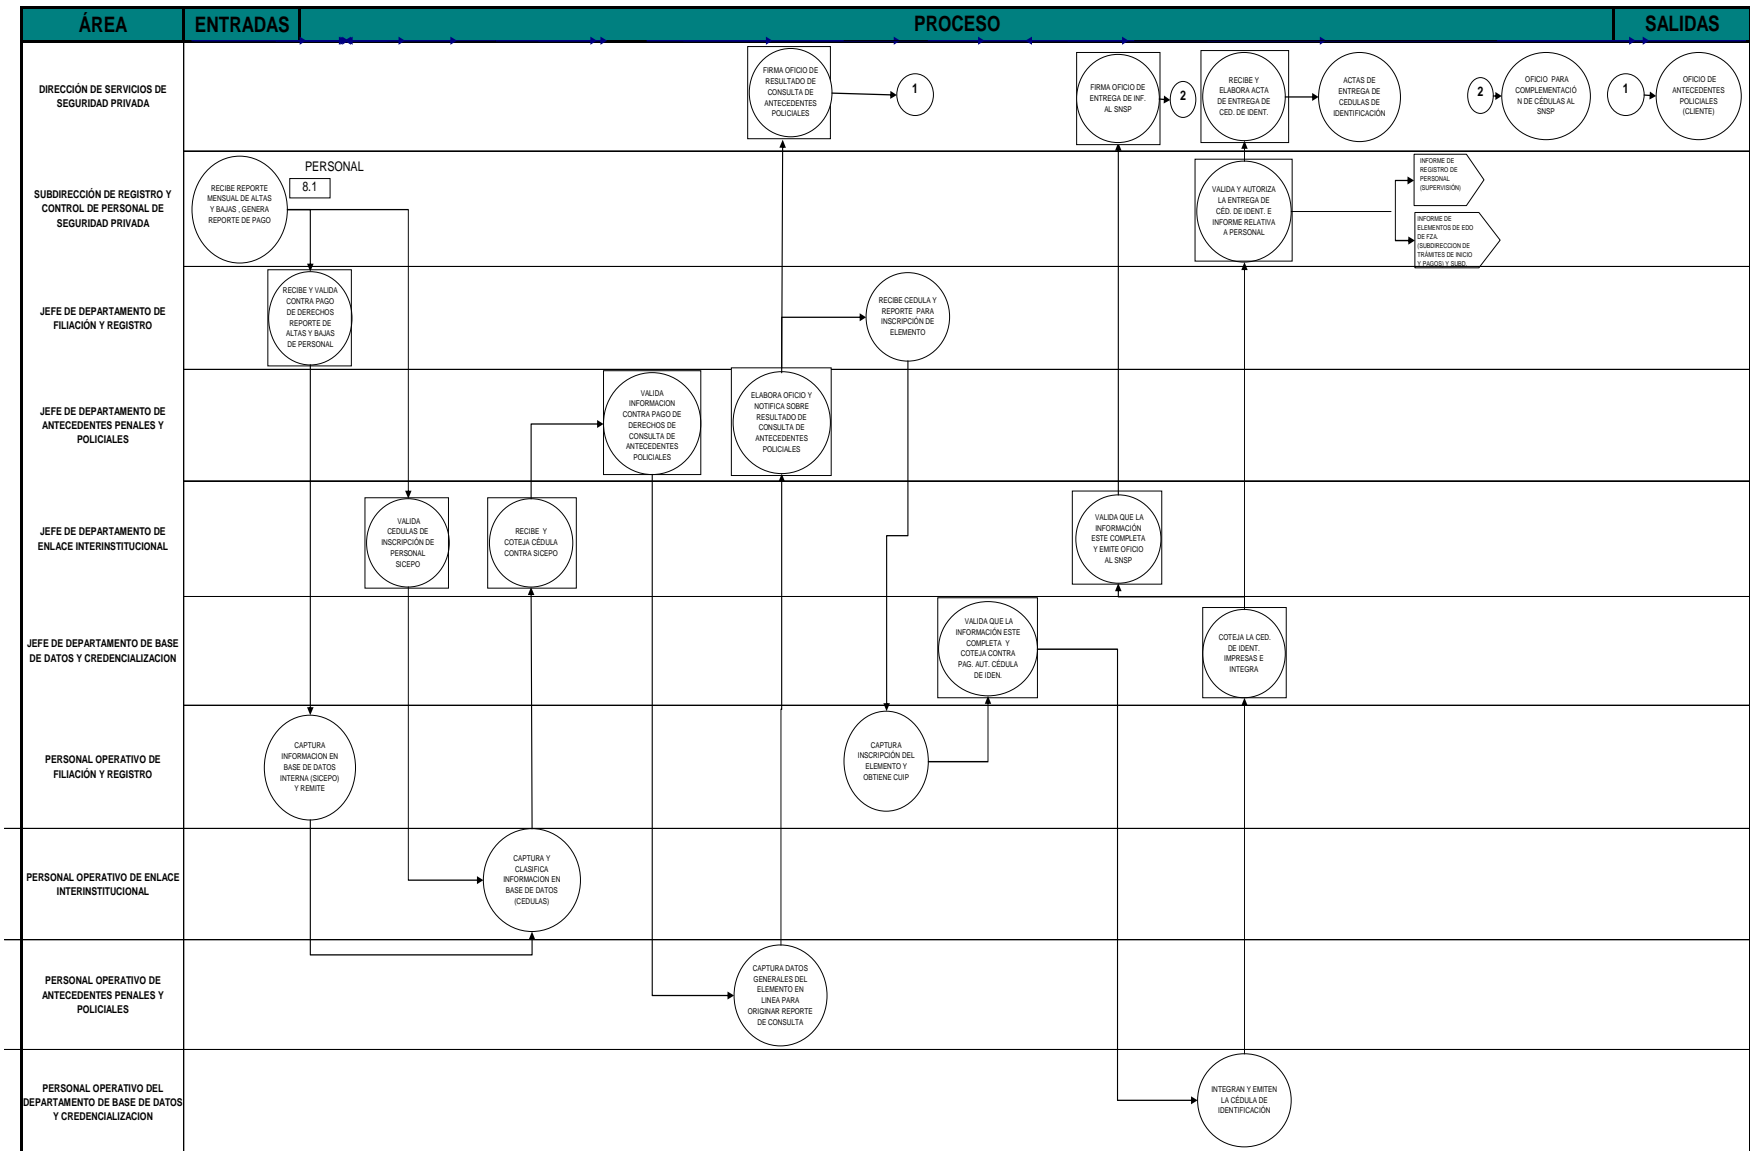 ÁREA
ENTRADAS
PROCESO
SALIDAS
DIRECCIÓN DE SERVICIOS DE
SEGURIDAD PRIVADA
FIRMA OFICIO DE
RESULTADO DE
CONSULTA DE
ANTECEDENTES
POLICIALES
1
FIRMA OFICIO DE
ENTREGA DE INF.
AL SNSP
2
RECIBE Y
ELABORA ACTA
DE ENTREGA DE
CED. DE IDENT.
ACTAS DE
ENTREGA DE
CEDULAS DE
IDENTIFICACIÓN
2
OFICIO PARA
COMPLEMENTACIÓ
N DE CÉDULAS AL
SNSP
1
OFICIO DE
ANTECEDENTES
POLICIALES
(CLIENTE)
SUBDIRECCIÓN DE REGISTRO Y
CONTROL DE PERSONAL DE
SEGURIDAD PRIVADA
RECIBE REPORTE
MENSUAL DE ALTAS
Y BAJAS , GENERA
REPORTE DE PAGO
PERSONAL
8.1
VALIDA Y AUTORIZA
LA ENTREGA DE
CÉD. DE IDENT. E
INFORME RELATIVA
A PERSONAL
INFORME DE
REGISTRO DE
PERSONAL
(SUPERVISIÓN)
INFORME DE
ELEMENTOS DE EDO
DE FZA.
(SUBDIRECCION DE
TRÁMITES DE INICIO
Y PAGOS) Y SUBD.
JEFE DE DEPARTAMENTO DE
FILIACIÓN Y REGISTRO
RECIBE Y VALIDA
CONTRA PAGO
DE DERECHOS
REPORTE DE
ALTAS Y BAJAS
DE PERSONAL
RECIBE CEDULA Y
REPORTE PARA
INSCRIPCIÓN DE
ELEMENTO
JEFE DE DEPARTAMENTO DE
ANTECEDENTES PENALES Y
POLICIALES
VALIDA
INFORMACION
CONTRA PAGO DE
DERECHOS DE
CONSULTA DE
ANTECEDENTES
POLICIALES
ELABORA OFICIO Y
NOTIFICA SOBRE
RESULTADO DE
CONSULTA DE
ANTECEDENTES
POLICIALES
JEFE DE DEPARTAMENTO DE
ENLACE INTERINSTITUCIONAL
VALIDA
CEDULAS DE
INSCRIPCIÓN DE
PERSONAL
SICEPO
RECIBE Y
COTEJA CÉDULA
CONTRA SICEPO
VALIDA QUE LA
INFORMACIÓN
ESTE COMPLETA
Y EMITE OFICIO
AL SNSP
JEFE DE DEPARTAMENTO DE BASE
DE DATOS Y CREDENCIALIZACION
VALIDA QUE LA
INFORMACIÓN ESTE
COMPLETA Y
COTEJA CONTRA
PAG. AUT. CÉDULA
DE IDEN.
COTEJA LA CED.
DE IDENT.
IMPRESAS E
INTEGRA
PERSONAL OPERATIVO DE
FILIACIÓN Y REGISTRO
CAPTURA
INFORMACION EN
BASE DE DATOS
INTERNA (SICEPO)
Y REMITE
CAPTURA
INSCRIPCIÓN DEL
ELEMENTO Y
OBTIENE CUIP
PERSONAL OPERATIVO DE ENLACE
INTERINSTITUCIONAL
CAPTURA Y
CLASIFICA
INFORMACION EN
BASE DE DATOS
(CEDULAS)
PERSONAL OPERATIVO DE
ANTECEDENTES PENALES Y
POLICIALES
CAPTURA DATOS
GENERALES DEL
ELEMENTO EN
LINEA PARA
ORIGINAR REPORTE
DE CONSULTA
PERSONAL OPERATIVO DEL
DEPARTAMENTO DE BASE DE DATOS
Y CREDENCIALIZACION
INTEGRAN Y EMITEN
LA CÉDULA DE
IDENTIFICACIÓN